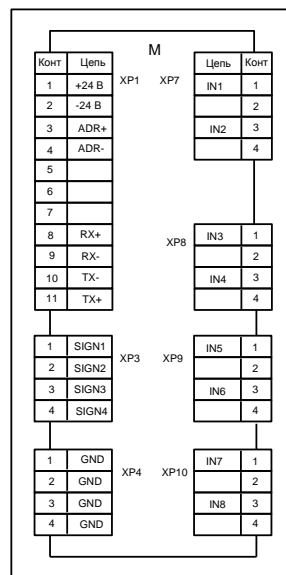 M
Конт Цепь
1 +24 В
2 -24 В
3 ADR+
4 ADR-
5
6
7
8 RX+
9 RX-
10 TX-
11 TX+
XP1
XP7
Цепь Конт
IN1 1
2
IN2 3
4
XP8
IN3 1
2
IN4 3
4
1 SIGN1
2 SIGN2
3 SIGN3
4 SIGN4
XP3
XP9
IN5 1
2
IN6 3
4
1 GND
2 GND
3 GND
4 GND
XP4
XP10
IN7 1
2
IN8 3
4